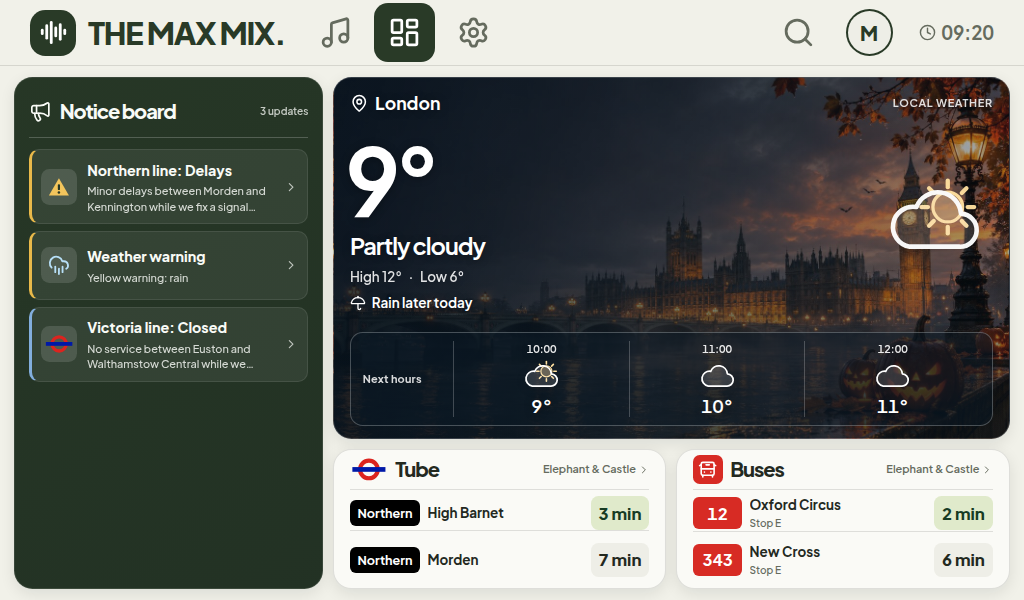 THE MAX MIX.
M
09:20
Notice board
3 updates
Northern line: Delays
Minor delays between Morden and
Kennington while we fix a signal...
Weather warning
Yellow warning: rain
Victoria line: Closed
No service between Euston and
Walthamstow Central while we...
London
LOCAL WEATHER
9°
Partly cloudy
High 12° · Low 6°
Rain later today
Next hours
10:00
9°
11:00
10°
12:00
11°
Tube
Elephant & Castle
Northern
High Barnet
3 min
Northern
Morden
7 min
Buses
Elephant & Castle
12
Oxford Circus
Stop E
2 min
343
New Cross
Stop E
6 min